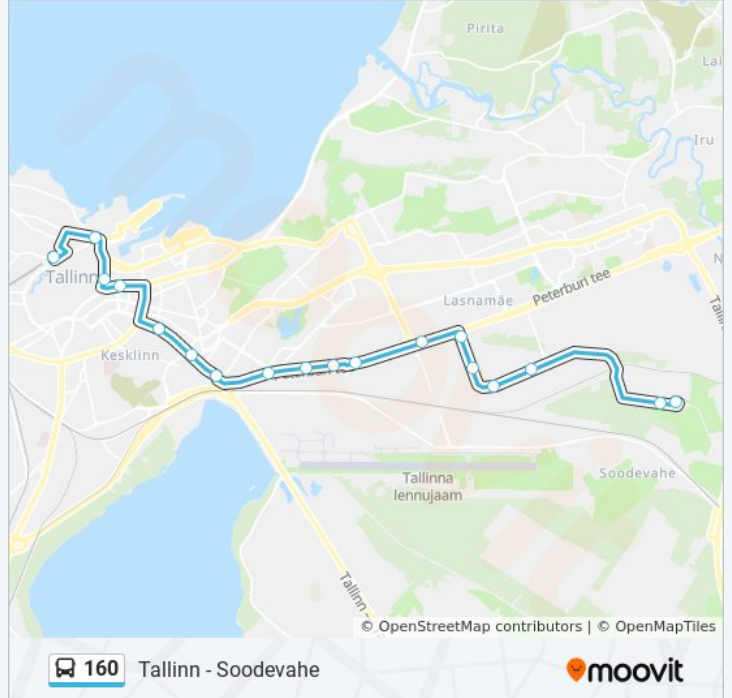 Pirita
Lai
Iru
Tallinn
N
Lasnamäe
Peterburi tee
Tallin
Kesklinn
Tallinna
lennujaam
Soodevahe
Tallinn -
© OpenStreetMap contributors | © OpenMapTiles
160 Tallinn - Soodevahe
moovit